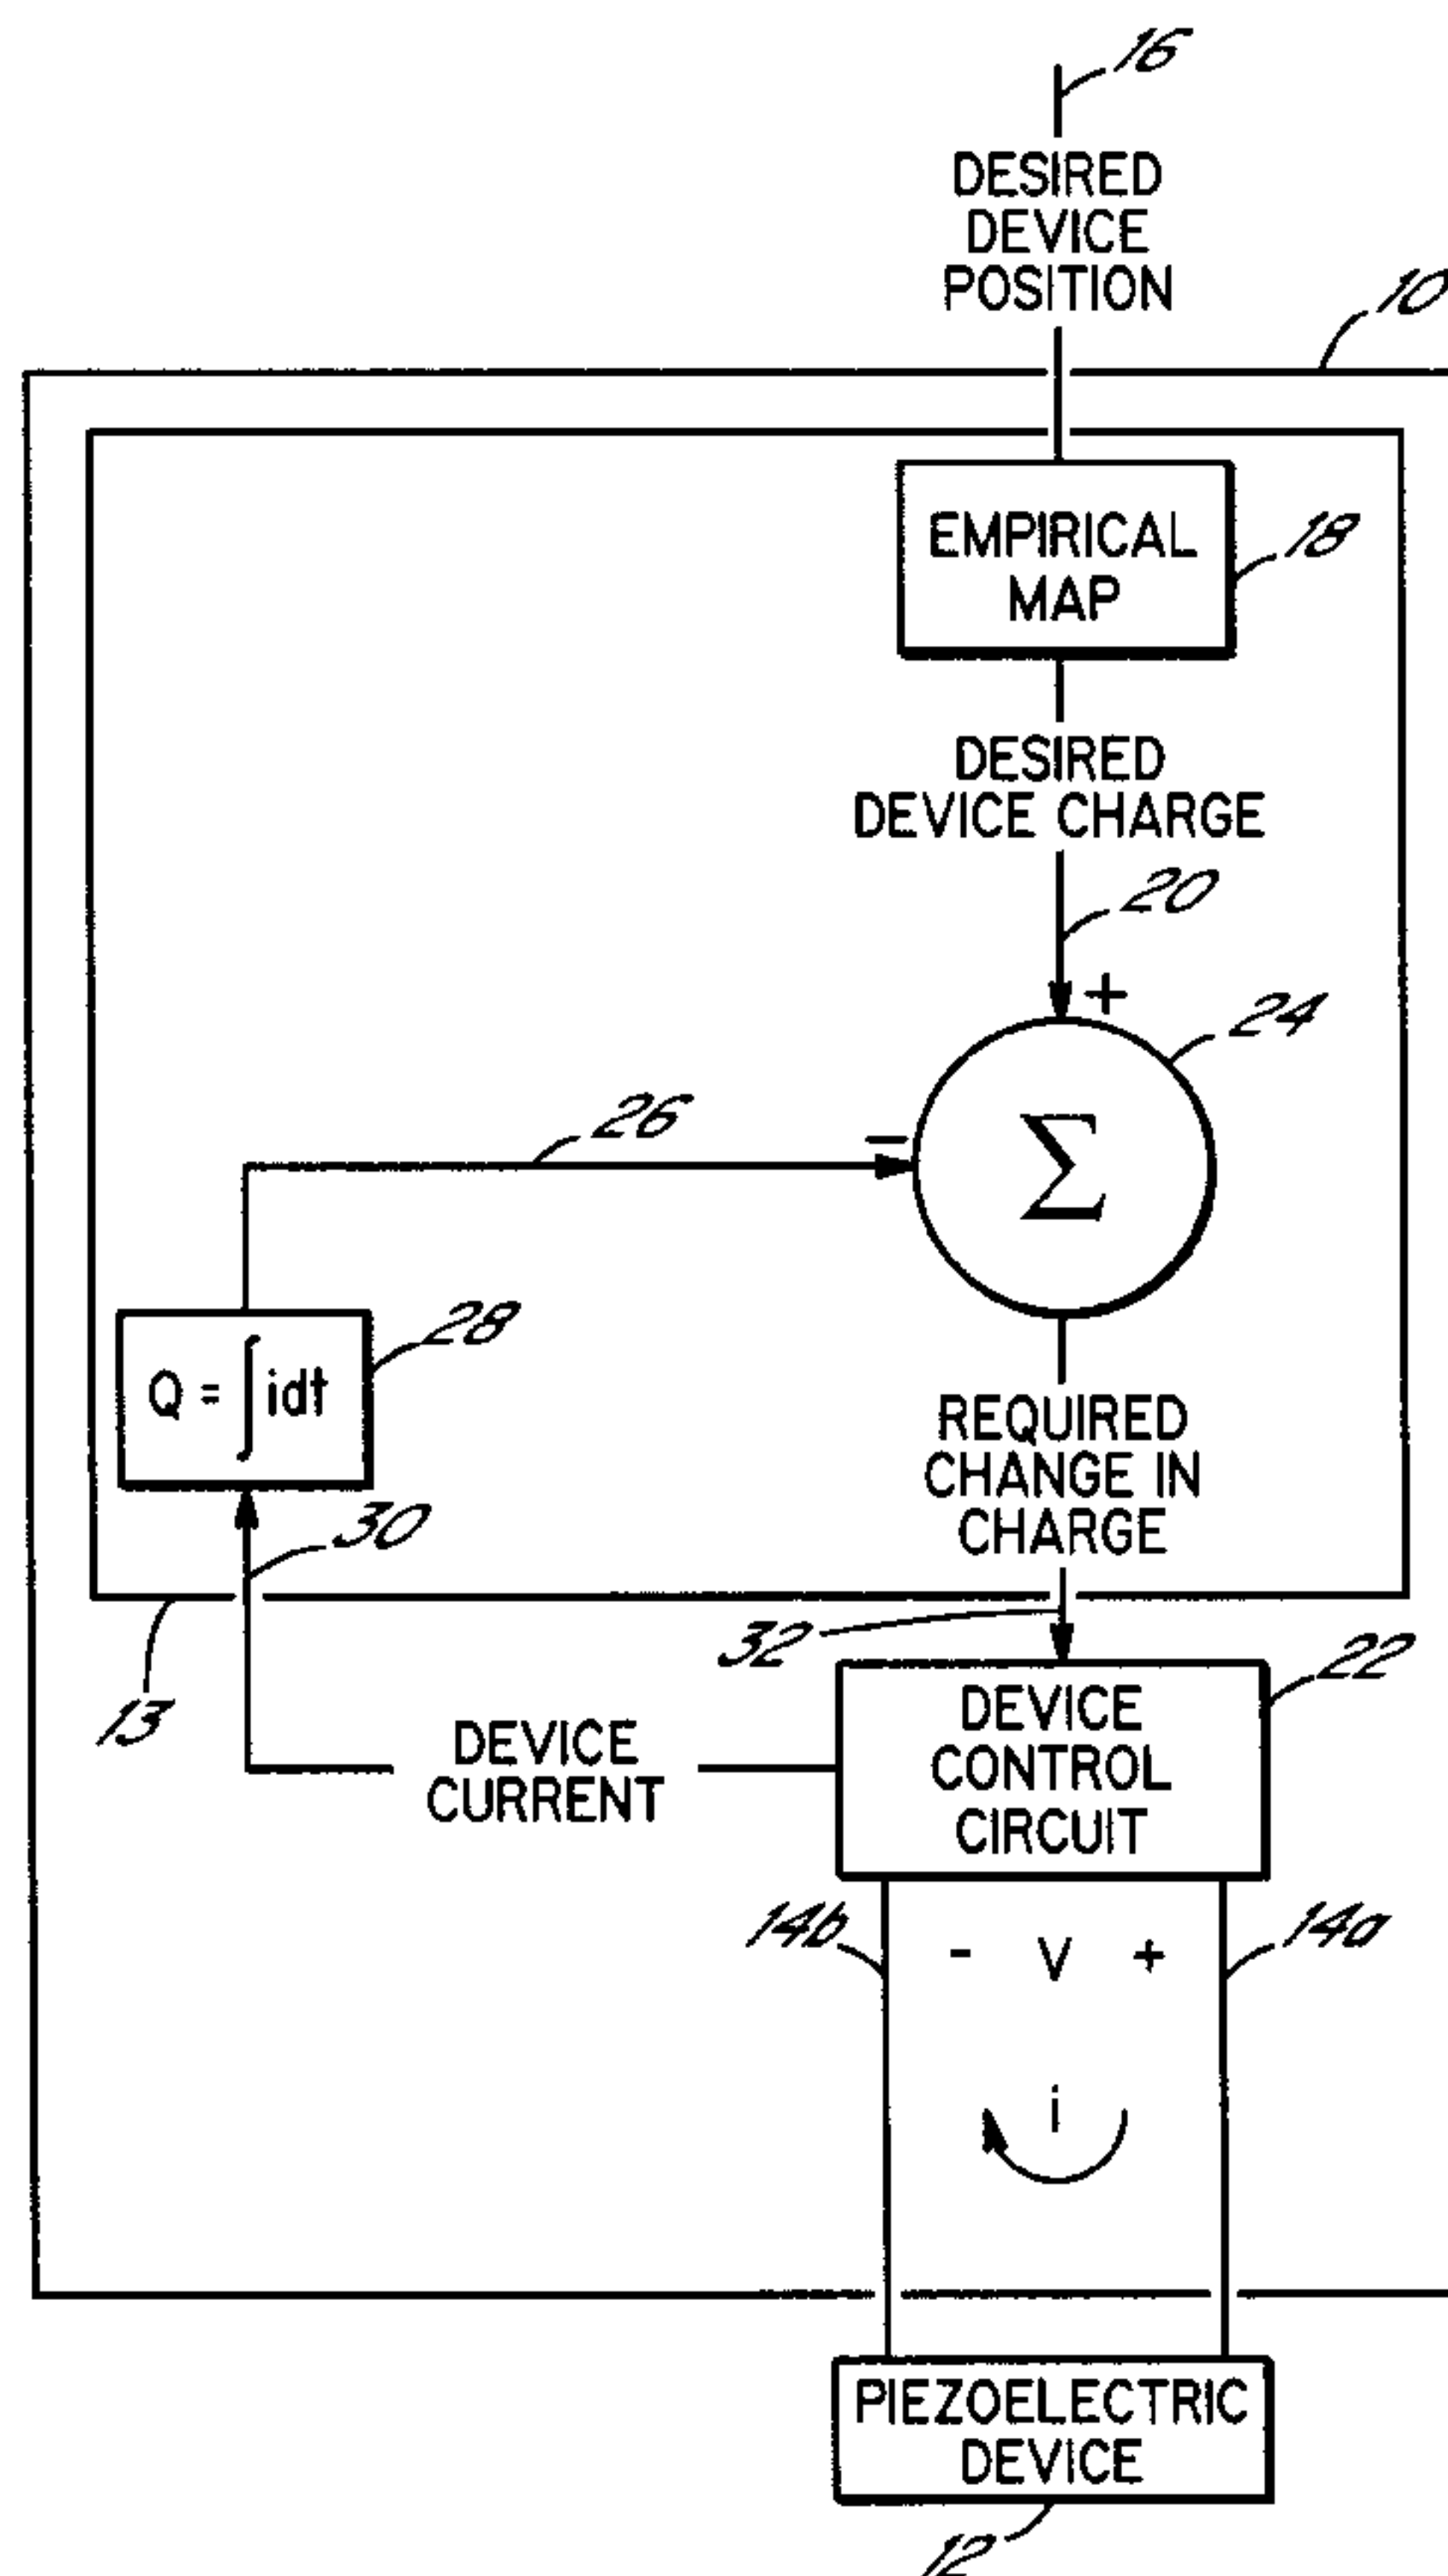 16
DESIRED
DEVICE
POSITION
10
EMPIRICAL
MAP
18
DESIRED
DEVICE CHARGE
20
+
24
Σ
26
−
28
Q = ∫ idt
REQUIRED
CHANGE IN
CHARGE
30
32
13
22
DEVICE
CONTROL
CIRCUIT
DEVICE
CURRENT
14b
- V +
14a
i
PIEZOELECTRIC
DEVICE
12